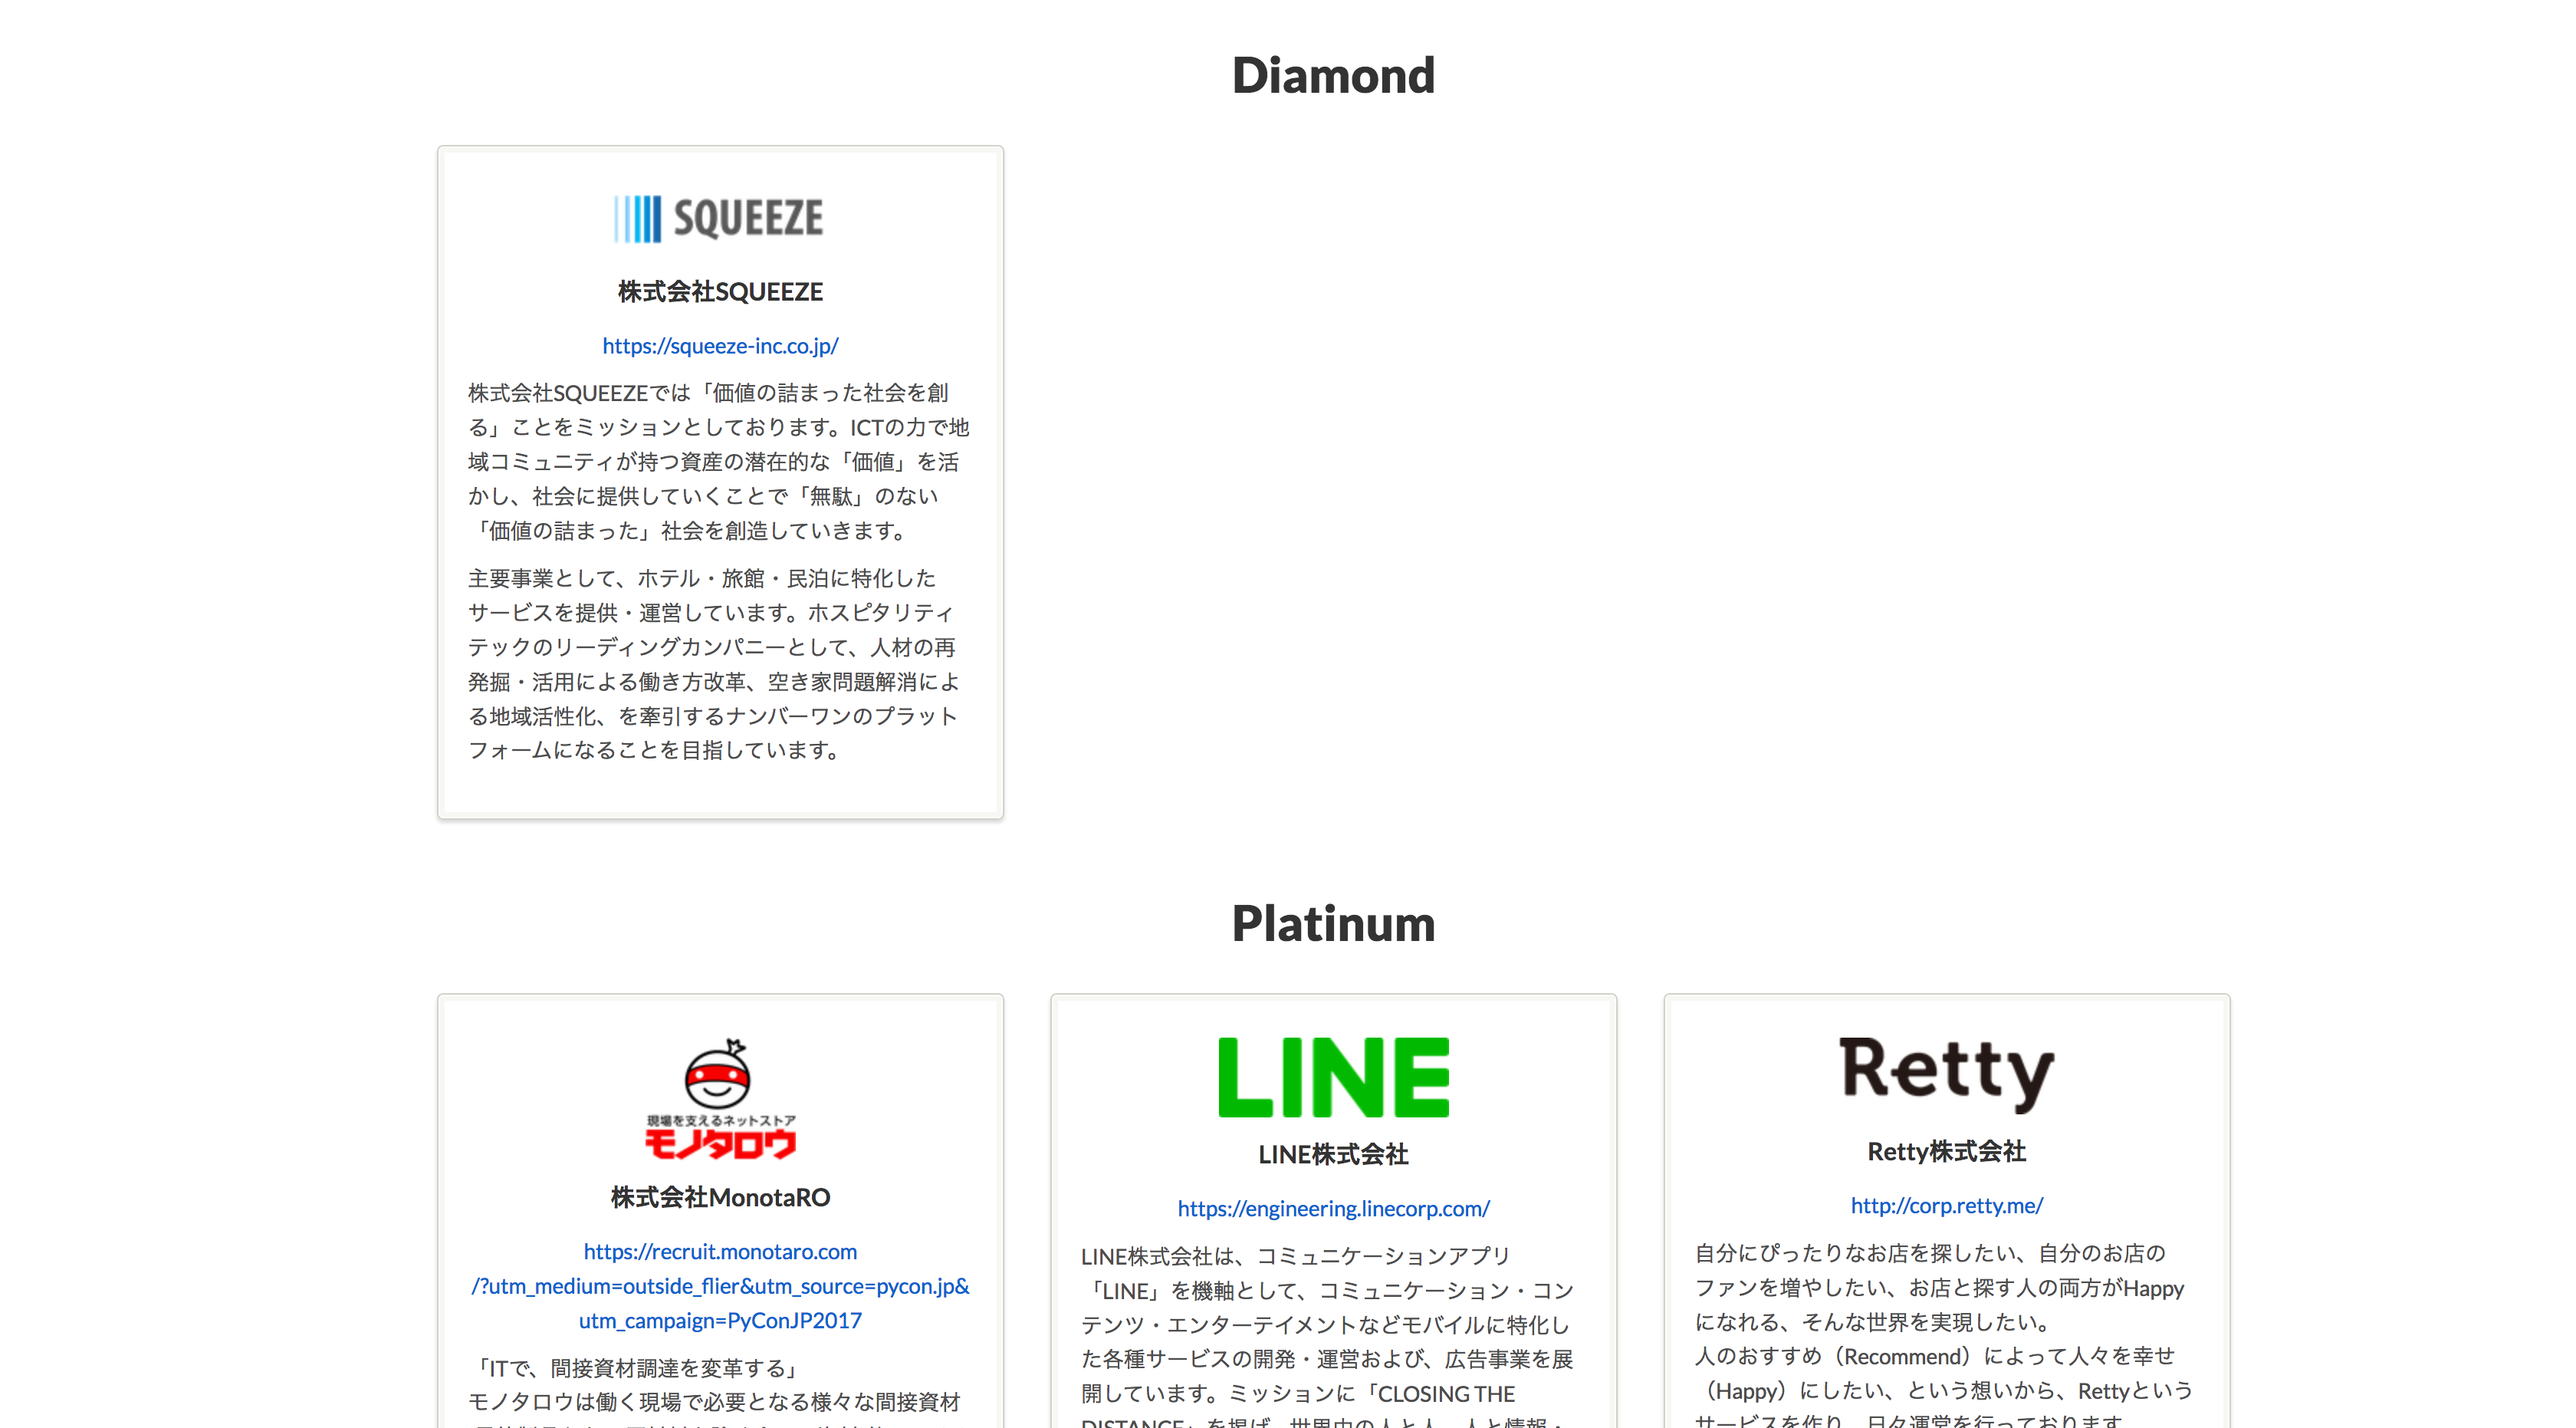 Diamond
SQUEEZE
株式会社SQUEEZE
https://squeeze-inc.co.jp/
株式会社SQUEEZEでは「価値の詰まった社会を創
る」ことをミッションとしております。ICTの力で地
域コミュニティが持つ資産の潜在的な「価値」を活
かし、社会に提供していくことで「無駄」のない
「価値の詰まった」社会を創造していきます。
主要事業として、ホテル・旅館・民泊に特化した
サービスを提供・運営しています。ホスピタリティ
テックのリーディングカンパニーとして、人材の再
発掘・活用による働き方改革、空き家問題解消によ
る地域活性化、を牽引するナンバーワンのプラット
フォームになることを目指しています。
Platinum
現場を支えるネットストア
モノタロウ
株式会社MonotaRO
https://recruit.monotaro.com
/?utm_medium=outside_flier&utm_source=pycon.jp&
utm_campaign=PyConJP2017
「ITで、間接資材調達を変革する」
モノタロウは働く現場で必要となる様々な間接資材
LINE
LINE株式会社
https://engineering.linecorp.com/
LINE株式会社は、コミュニケーションアプリ
「LINE」を機軸として、コミュニケーション・コン
テンツ・エンターテイメントなどモバイルに特化し
た各種サービスの開発・運営および、広告事業を展
開しています。ミッションに「CLOSING THE
DISTANCE」を掲げ、世界中の人と人、人と情報・
Retty
Retty株式会社
http://corp.retty.me/
自分にぴったりなお店を探したい、自分のお店の
ファンを増やしたい、お店と探す人の両方がHappy
になれる、そんな世界を実現したい。
人のおすすめ（Recommend）によって人々を幸せ
（Happy）にしたい、という想いから、Rettyという
サービスを作り、日々運営を行っております。